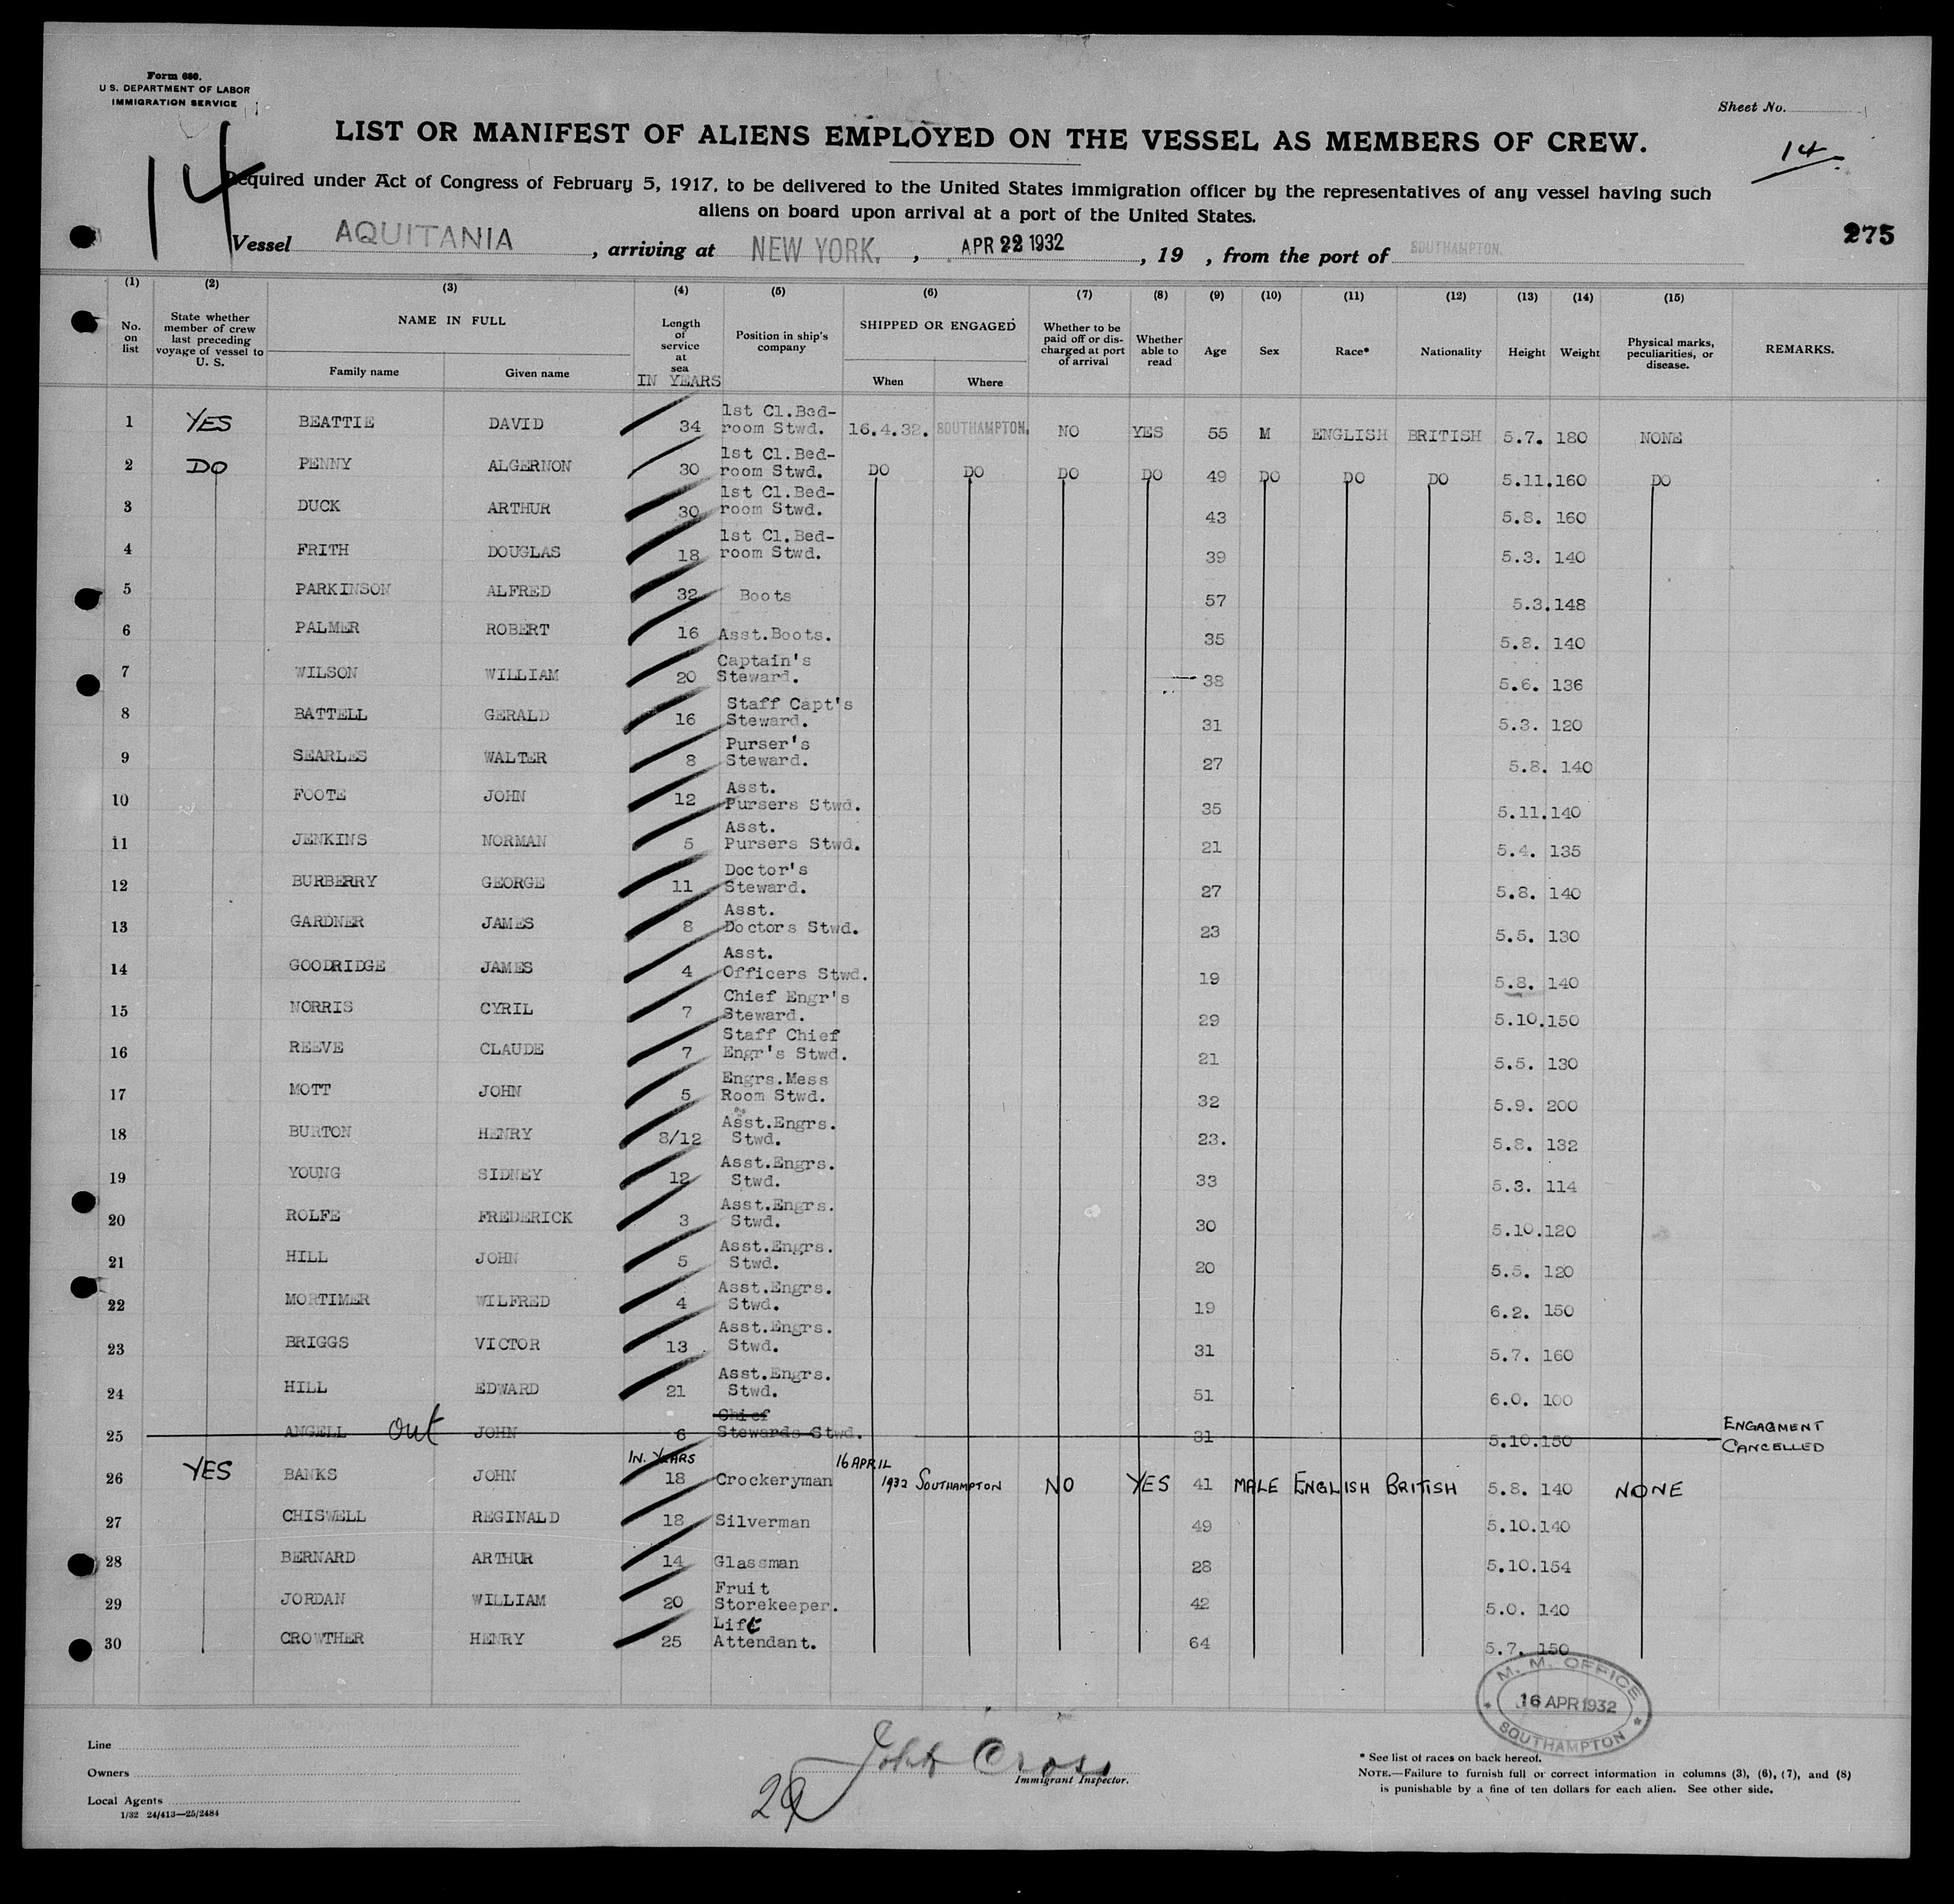 Form 680.
U. S. DEPARTMENT OF LABOR
IMMIGRATION SERVICE
Sheet No.
14
14
LIST OR MANIFEST OF ALIENS EMPLOYED ON THE VESSEL AS MEMBERS OF CREW.
Required under Act of Congress of February 5, 1917, to be delivered to the United States immigration officer by the representatives of any vessel having such
aliens on board upon arrival at a port of the United States.
275
Vessel AQUITANIA , arriving at NEW YORK. , APR 22 1932 , 19 , from the port of SOUTHAMPTON.
(1) (2) (3) (4) (5) (6) (7) (8) (9) (10) (11) (12) (13) (14) (15)
No. on list State whether member of crew last preceding voyage of vessel to U. S. NAME IN FULL Family name Given name Length of service at sea IN YEARS Position in ship's company SHIPPED OR ENGAGED When Where Whether to be paid off or discharged at port of arrival Whether able to read Age Sex Race* Nationality Height Weight Physical marks, peculiarities, or disease. REMARKS.
1 YES BEATTIE DAVID 34 1st Cl.Bed-room Stwd. 16.4.32. SOUTHAMPTON. NO YES 55 M ENGLISH BRITISH 5.7. 180 NONE
2 DO PENNY ALGERNON 30 1st Cl.Bed-room Stwd. DO DO DO DO 49 DO DO DO 5.11. 160 DO
3 DUCK ARTHUR 30 1st Cl.Bed-room Stwd. 43 5.8. 160
4 FRITH DOUGLAS 18 1st Cl.Bed-room Stwd. 39 5.3. 140
5 PARKINSON ALFRED 32 Boots 57 5.3. 148
6 PALMER ROBERT 16 Asst.Boots. 35 5.8. 140
7 WILSON WILLIAM 20 Captain's Steward. 38 5.6. 136
8 BATTELL GERALD 16 Staff Capt's Steward. 31 5.3. 120
9 SEARLES WALTER 8 Purser's Steward. 27 5.8. 140
10 FOOTE JOHN 12 Asst. Pursers Stwd. 35 5.11. 140
11 JENKINS NORMAN 5 Asst. Pursers Stwd. 21 5.4. 135
12 BURBERRY GEORGE 11 Doctor's Steward. 27 5.8. 140
13 GARDNER JAMES 8 Asst. Doctors Stwd. 23 5.5. 130
14 GOODRIDGE JAMES 4 Asst. Officers Stwd. 19 5.8. 140
15 NORRIS CYRIL 7 Chief Engr's Steward. 29 5.10. 150
16 REEVE CLAUDE 7 Staff Chief Engr's Stwd. 21 5.5. 130
17 MOTT JOHN 5 Engrs.Mess Room Stwd. 32 5.9. 200
18 BURTON HENRY 8/12 Asst.Engrs. Stwd. 23. 5.8. 132
19 YOUNG SIDNEY 12 Asst.Engrs. Stwd. 33 5.3. 114
20 ROLFE FREDERICK 3 Asst.Engrs. Stwd. 30 5.10. 120
21 HILL JOHN 5 Asst.Engrs. Stwd. 20 5.5. 120
22 MORTIMER WILFRED 4 Asst.Engrs. Stwd. 19 6.2. 150
23 BRIGGS VICTOR 13 Asst.Engrs. Stwd. 31 5.7. 160
24 HILL EDWARD 21 Asst.Engrs. Stwd. 51 6.0. 100
25 ANGELL out JOHN 6 Chief Stewards Stwd. 31 5.10. 150 ENGAGMENT CANCELLED
26 YES BANKS JOHN IN. YEARS 18 Crockeryman 16 APRIL 1932 SOUTHAMPTON NO YES 41 MALE ENGLISH BRITISH 5.8. 140 NONE
27 CHISWELL REGINALD 18 Silverman 49 5.10. 140
28 BERNARD ARTHUR 14 Glassman 28 5.10. 154
29 JORDAN WILLIAM 20 Fruit Storekeeper. 42 5.0. 140
30 CROWTHER HENRY 25 Lift Attendant. 64 5.7. 150
M. M. OFFICE
16 APR 1932
SOUTHAMPTON
Line
Owners
Local Agents
1/32 24/413—25/2484
John Cross
Immigrant Inspector.
29
* See list of races on back hereof.
NOTE.—Failure to furnish full or correct information in columns (3), (6), (7), and (8)
is punishable by a fine of ten dollars for each alien. See other side.